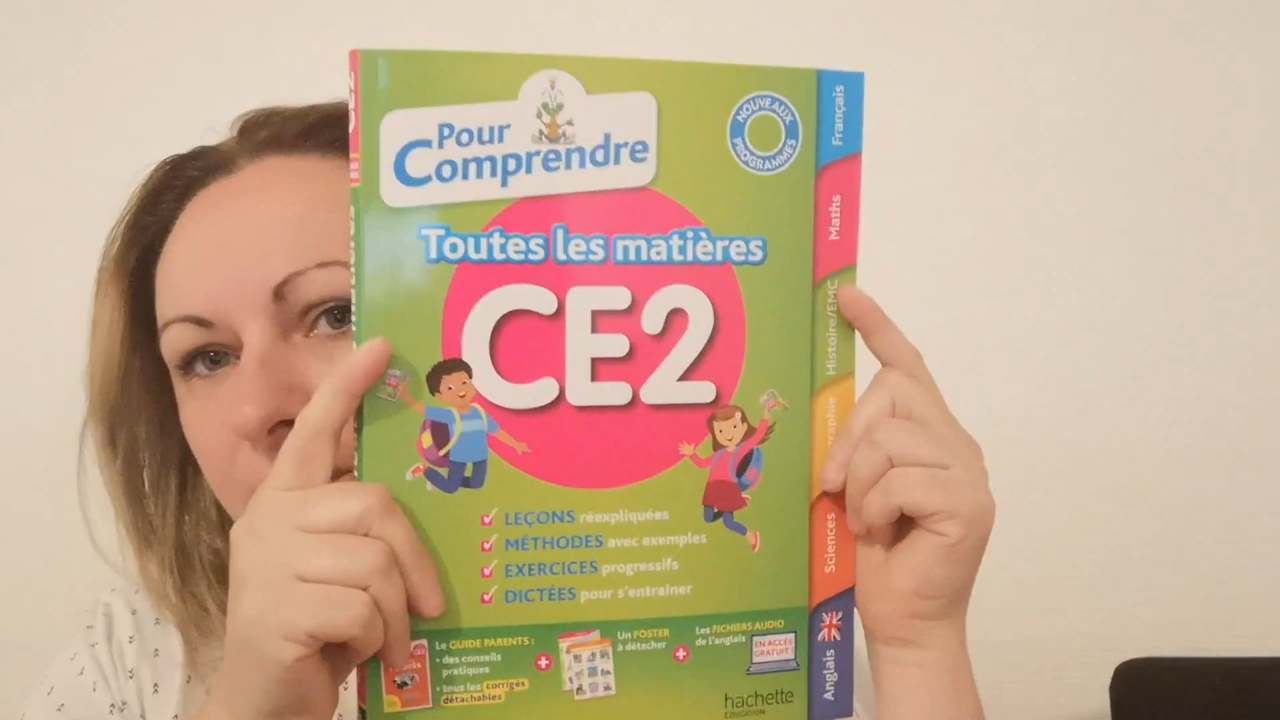 Pour
Comprendre
NOUVEAUX
PROGRAMMES
Toutes les matières
CE2
LEÇONS réexpliquées
MÉTHODES avec exemples
EXERCICES progressifs
DICTÉES pour s'entraîner
Le GUIDE PARENTS :
• des conseils
pratiques
• tous les corrigés
détachables
+
Un POSTER
à détacher
+
Les FICHIERS AUDIO
de l'anglais
EN ACCÈS
GRATUIT !
hachette
ÉDUCATION
Français
Maths
Histoire/EMC
Sciences
Anglais
CE2